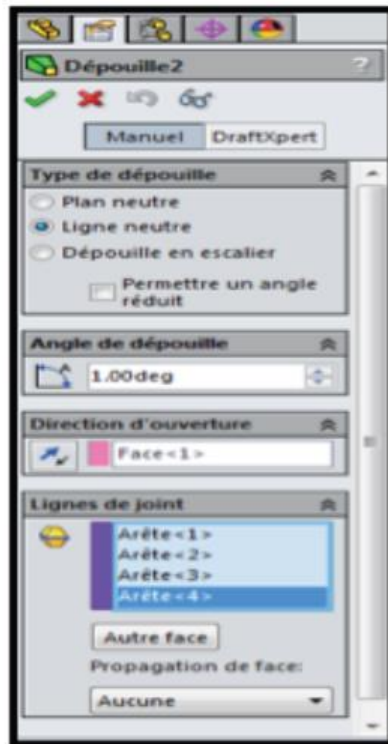 Dépouille2
?
Manuel DraftXpert
Type de dépouille
Plan neutre
Ligne neutre
Dépouille en escalier
Permettre un angle
réduit
Angle de dépouille
1.00deg
Direction d'ouverture
Face<1>
Lignes de joint
Arête<1>
Arête<2>
Arête<3>
Arête<4>
Autre face
Propagation de face:
Aucune